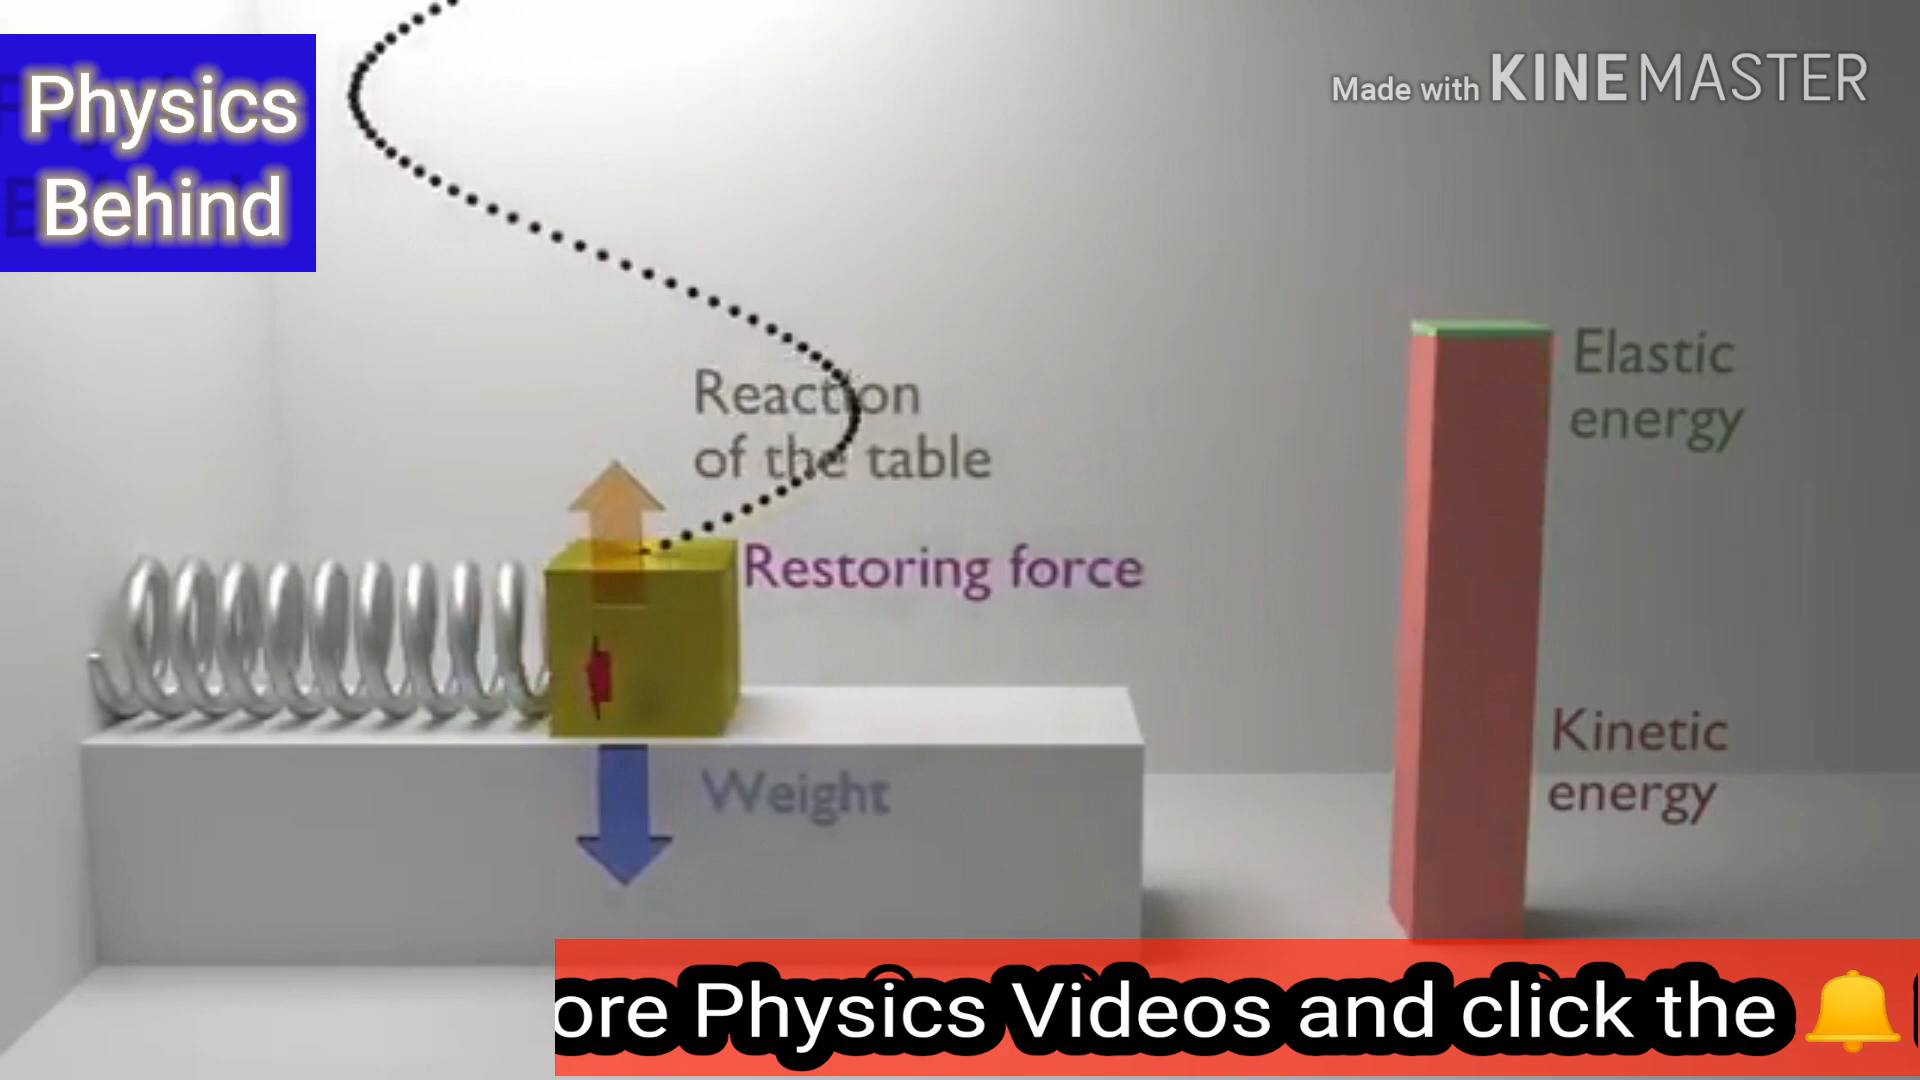 Physics
Behind
Made with KINEMASTER
Reaction
of the table
Restoring force
Weight
Elastic
energy
Kinetic
energy
ore Physics Videos and click the 🔔